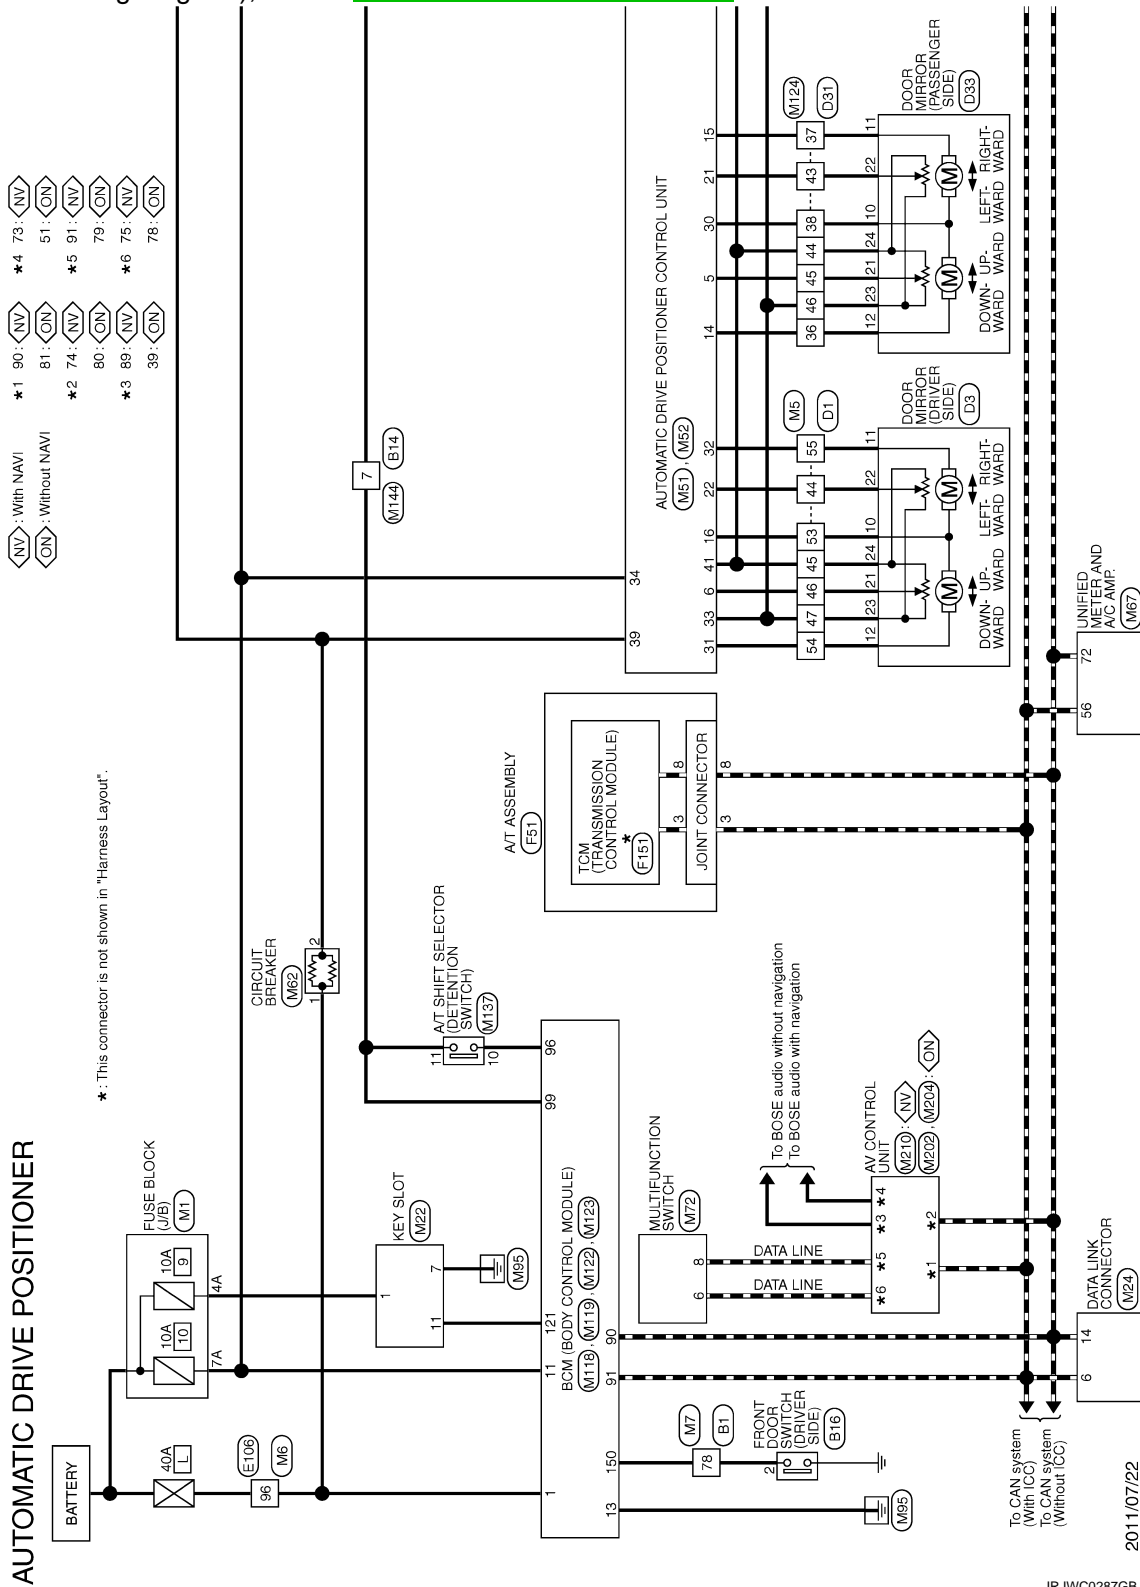 AUTOMATIC DRIVE POSITIONER
★ : This connector is not shown in "Harness Layout".
NV : With NAVI
ON : Without NAVI
★1 90 : NV
81 : ON
★2 74 : NV
80 : ON
★3 89 : NV
39 : ON
★4 73 : NV
51 : ON
★5 91 : NV
79 : ON
★6 75 : NV
78 : ON
BATTERY
40A
L
E106
M6
96
FUSE BLOCK
(J/B)
M1
10A
10
10A
9
7A
4A
KEY SLOT
M22
1
11
7
M95
CIRCUIT
BREAKER
M62
1
2
A/T SHIFT SELECTOR
(DETENTION
SWITCH)
M137
11
10
7
M144
B14
1
11
121
99
96
BCM (BODY CONTROL MODULE)
M118 , M119 , M122 , M123
13
150
91
90
M95
M7
B1
78
FRONT
DOOR
SWITCH
(DRIVER
SIDE)
B16
2
MULTIFUNCTION
SWITCH
M72
6
8
DATA LINE
DATA LINE
To BOSE audio without navigation
To BOSE audio with navigation
AV CONTROL
UNIT
M210 : NV
M202 , M204 : ON
★6
★5
★3
★4
★1
★2
A/T ASSEMBLY
F51
TCM
(TRANSMISSION
CONTROL MODULE)
★
F151
3
8
JOINT CONNECTOR
3
8
39
34
AUTOMATIC DRIVE POSITIONER CONTROL UNIT
M51 , M52
31
33
6
41
16
22
32
14
5
30
21
15
M5
D1
54
47
46
45
53
44
55
12
23
21
24
10
22
11
DOOR
MIRROR
(DRIVER
SIDE)
D3
M
M
DOWN-
WARD
UP-
WARD
LEFT-
WARD
RIGHT-
WARD
M124
D31
36
46
45
44
38
43
37
12
23
21
24
10
22
11
DOOR
MIRROR
(PASSENGER
SIDE)
D33
M
M
DOWN-
WARD
UP-
WARD
LEFT-
WARD
RIGHT-
WARD
To CAN system
(With ICC)
To CAN system
(Without ICC)
6
14
DATA LINK
CONNECTOR
M24
56
72
UNIFIED
METER AND
A/C AMP.
M67
2011/07/22